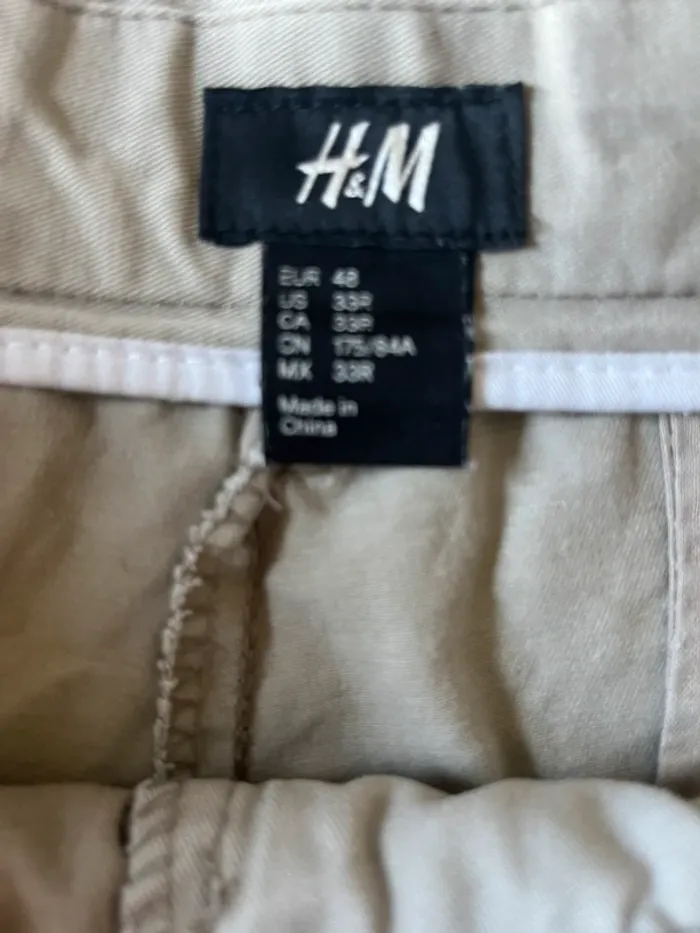 H&M
EUR 48
US 33R
CA 33R
CN 175/84A
MX 33R
Made in
China